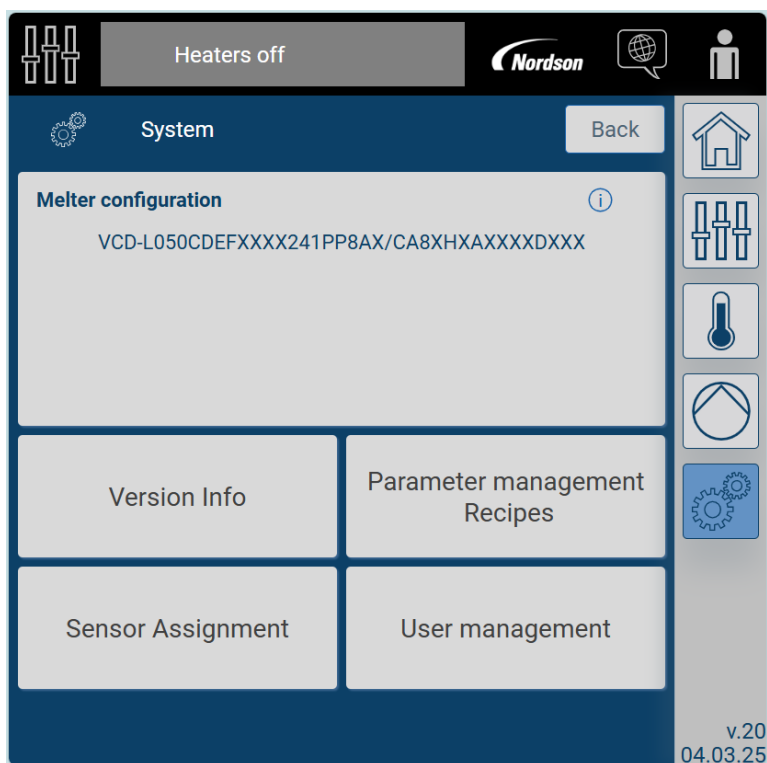 Heaters off
Nordson
System
Back
Melter configuration
VCD-L050CDEFXXXX241PP8AX/CA8XHXAXXXXDXXX
Version Info
Parameter management
Recipes
Sensor Assignment
User management
v.20
04.03.25